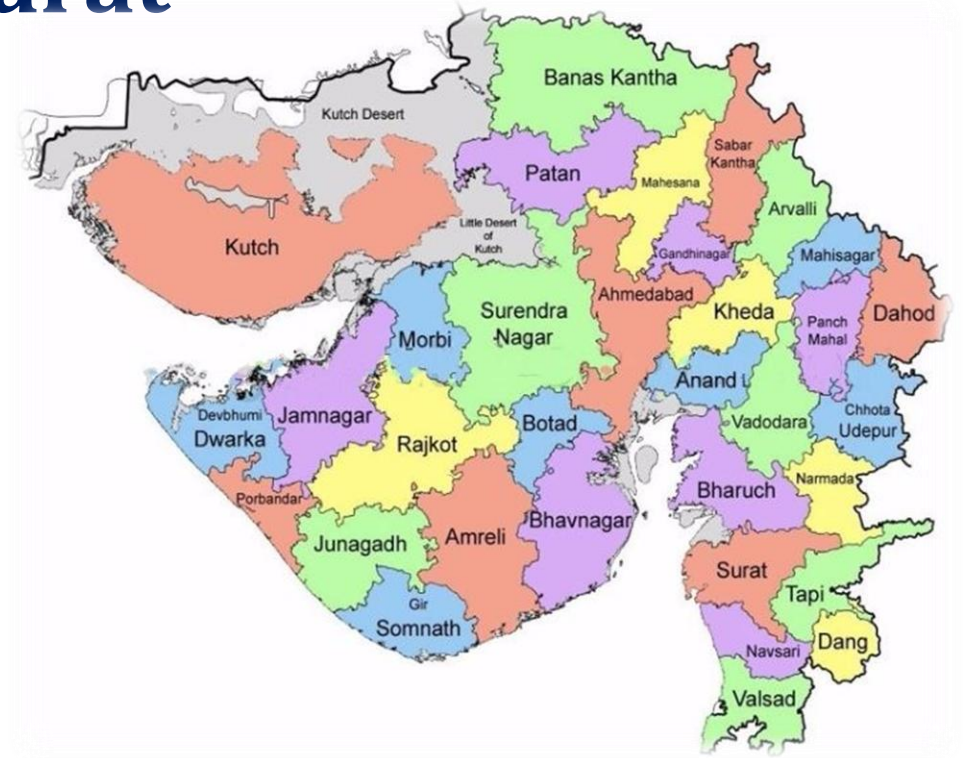 urat
Banas Kantha
Kutch Desert
Sabar
Kantha
Patan
Mahesana
Arvalli
Little Desert
of
Kutch
Kutch
Gandhinagar
Mahisagar
Ahmedabad
Kheda
Panch
Mahal
Dahod
Surendra
Nagar
Morbi
Anand
Devbhumi
Dwarka
Jamnagar
Rajkot
Botad
Vadodara
Chhota
Udepur
Porbandar
Bharuch
Narmada
Junagadh
Amreli
Bhavnagar
Surat
Tapi
Gir
Somnath
Navsari
Dang
Valsad